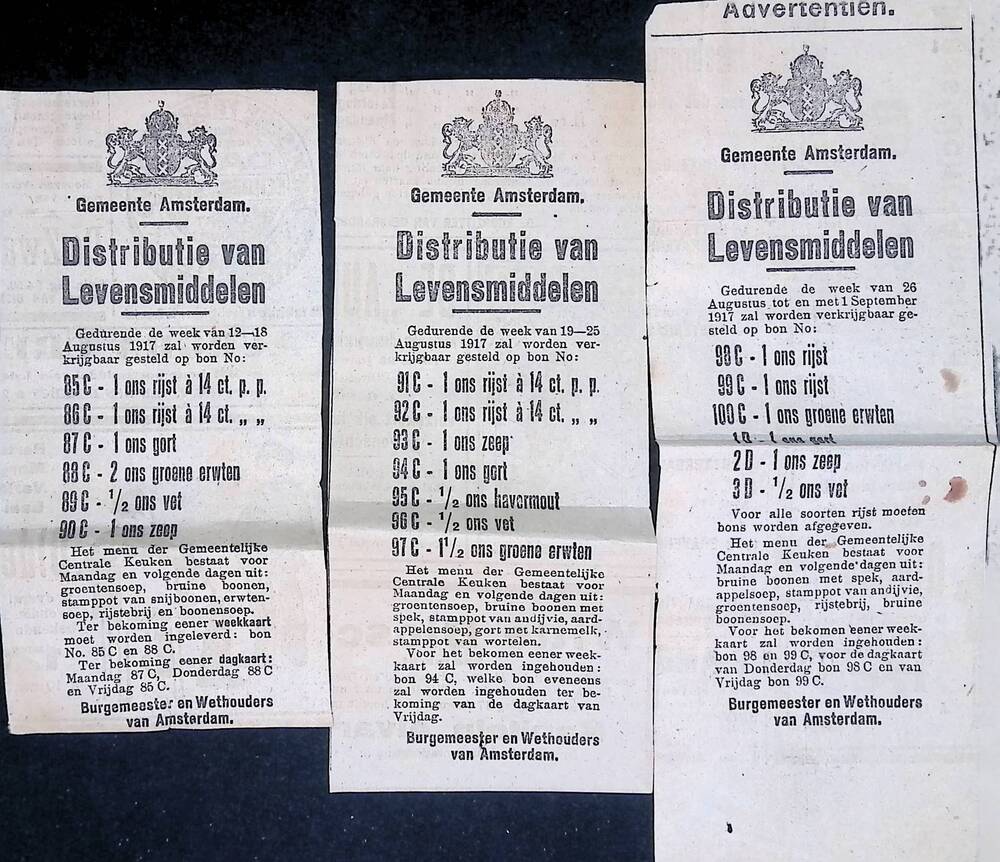 Gemeente Amsterdam.
Distributie van
Levensmiddelen
Gedurende de week van 12—18
Augustus 1917 zal worden ver-
krijgbaar gesteld op bon No:
85 C - 1 ons rijst à 14 ct. p. p.
86 C - 1 ons rijst à 14 ct. „ „
87 C - 1 ons gort
88 C - 2 ons groene erwten
89 C - 1/2 ons vet
90 C - 1 ons zeep
Het menu der Gemeentelijke
Centrale Keuken bestaat voor
Maandag en volgende dagen uit:
groentensoep, bruine boonen,
stamppot van snijboonen, erwten-
soep, rijstebrij en boonensoep.
Ter bekoming eener weekkaart
moet worden ingeleverd: bon
No. 85 C en 88 C.
Ter bekoming eener dagkaart:
Maandag 87 C, Donderdag 88 C
en Vrijdag 85 C.
Burgemeester en Wethouders
van Amsterdam.
Gemeente Amsterdam.
Distributie van
Levensmiddelen
Gedurende de week van 19—25
Augustus 1917 zal worden ver-
krijgbaar gesteld op bon No:
91 C - 1 ons rijst à 14 ct. p. p.
92 C - 1 ons rijst à 14 ct. „ „
93 C - 1 ons zeep
94 C - 1 ons gort
95 C - 1/2 ons havermout
96 C - 1/2 ons vet
97 C - 1 1/2 ons groene erwten
Het menu der Gemeentelijke
Centrale Keuken bestaat voor
Maandag en volgende dagen uit:
groentensoep, bruine boonen met
spek, stamppot van andijvie, aard-
appelensoep, gort met karnemelk,
stamppot van wortelen.
Voor het bekomen eener week-
kaart zal worden ingehouden:
bon 94 C, welke bon eveneens
zal worden ingehouden ter be-
koming van de dagkaart van
Vrijdag.
Burgemeester en Wethouders
van Amsterdam.
Advertentiën.
Gemeente Amsterdam.
Distributie van
Levensmiddelen
Gedurende de week van 26
Augustus tot en met 1 September
1917 zal worden verkrijgbaar ge-
steld op bon No:
98 C - 1 ons rijst
99 C - 1 ons rijst
100 C - 1 ons groene erwten
1 D - 1 ons gort
2 D - 1 ons zeep
3 D - 1/2 ons vet
Voor alle soorten rijst moeten
bons worden afgegeven.
Het menu der Gemeentelijke
Centrale Keuken bestaat voor
Maandag en volgende dagen uit:
bruine boonen met spek, aard-
appelsoep, stamppot van andijvie,
groentensoep, rijstebrij, bruine
boonensoep.
Voor het bekomen eener week-
kaart zal worden ingehouden:
bon 98 en 99 C, voor de dagkaart
van Donderdag bon 98 C en van
Vrijdag bon 99 C.
Burgemeester en Wethouders
van Amsterdam.